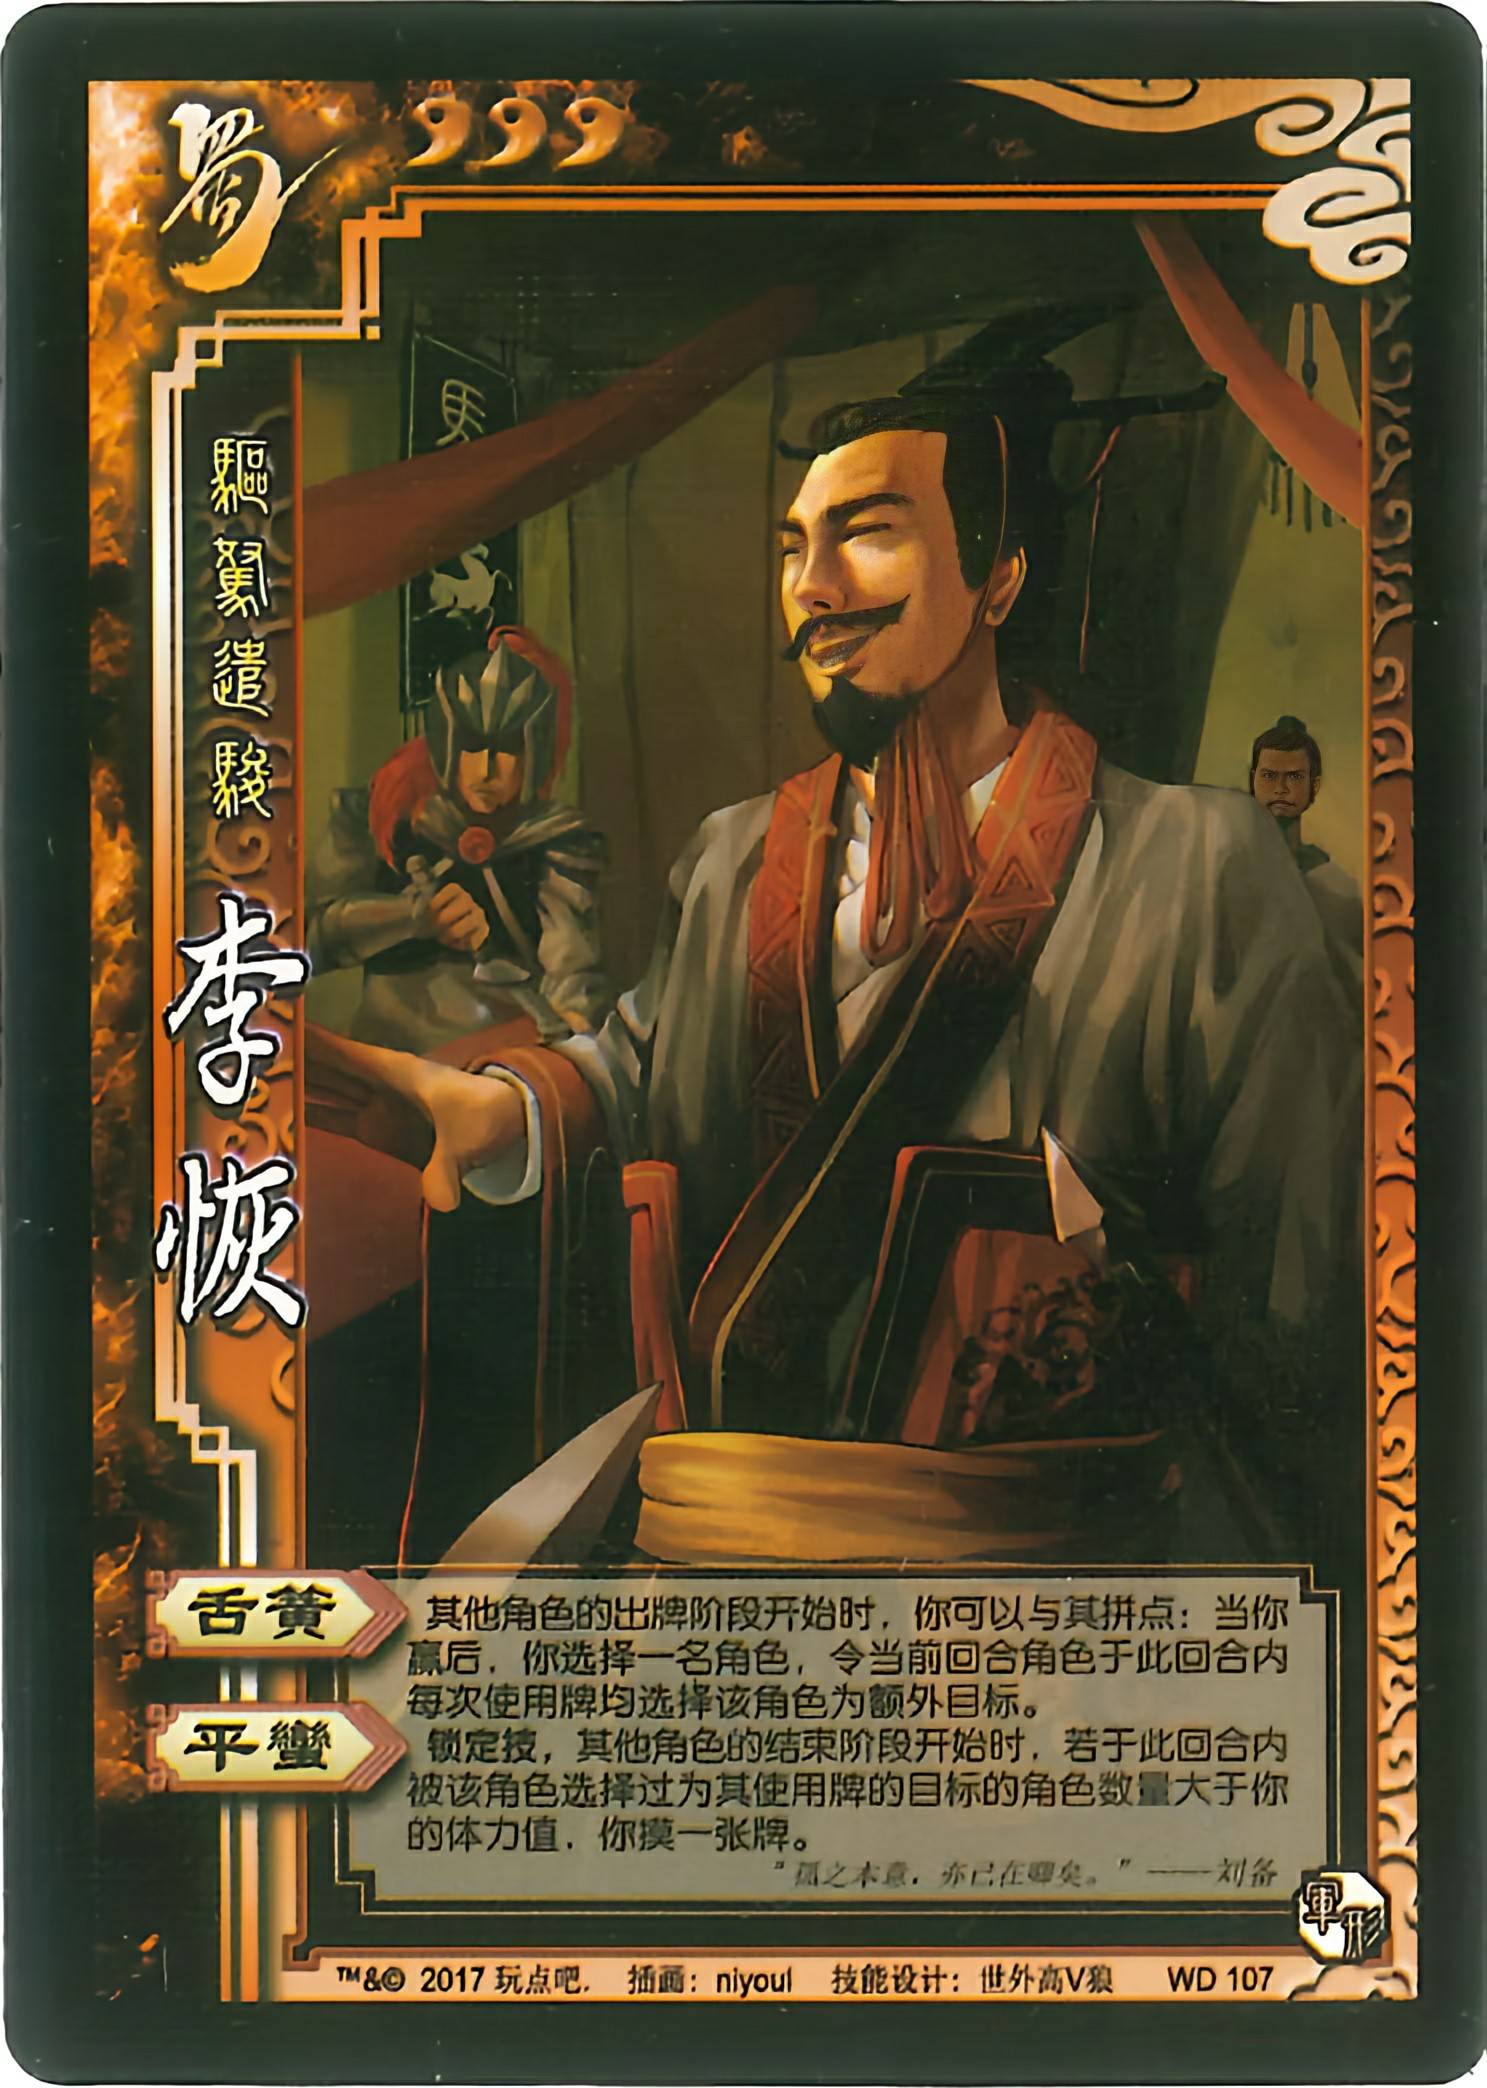 蜀
驅駑遣駿
李恢
舌簧
其他角色的出牌阶段开始时，你可以与其拼点：当你
赢后，你选择一名角色，令当前回合角色于此回合内
每次使用牌均选择该角色为额外目标。
平蠻
锁定技，其他角色的结束阶段开始时，若于此回合内
被该角色选择过为其使用牌的目标的角色数量大于你
的体力值，你摸一张牌。
“孤之本意，亦已在卿矣。”——刘备
軍形
™&© 2017 玩点吧. 插画：niyoul 技能设计：世外高V狼 WD 107